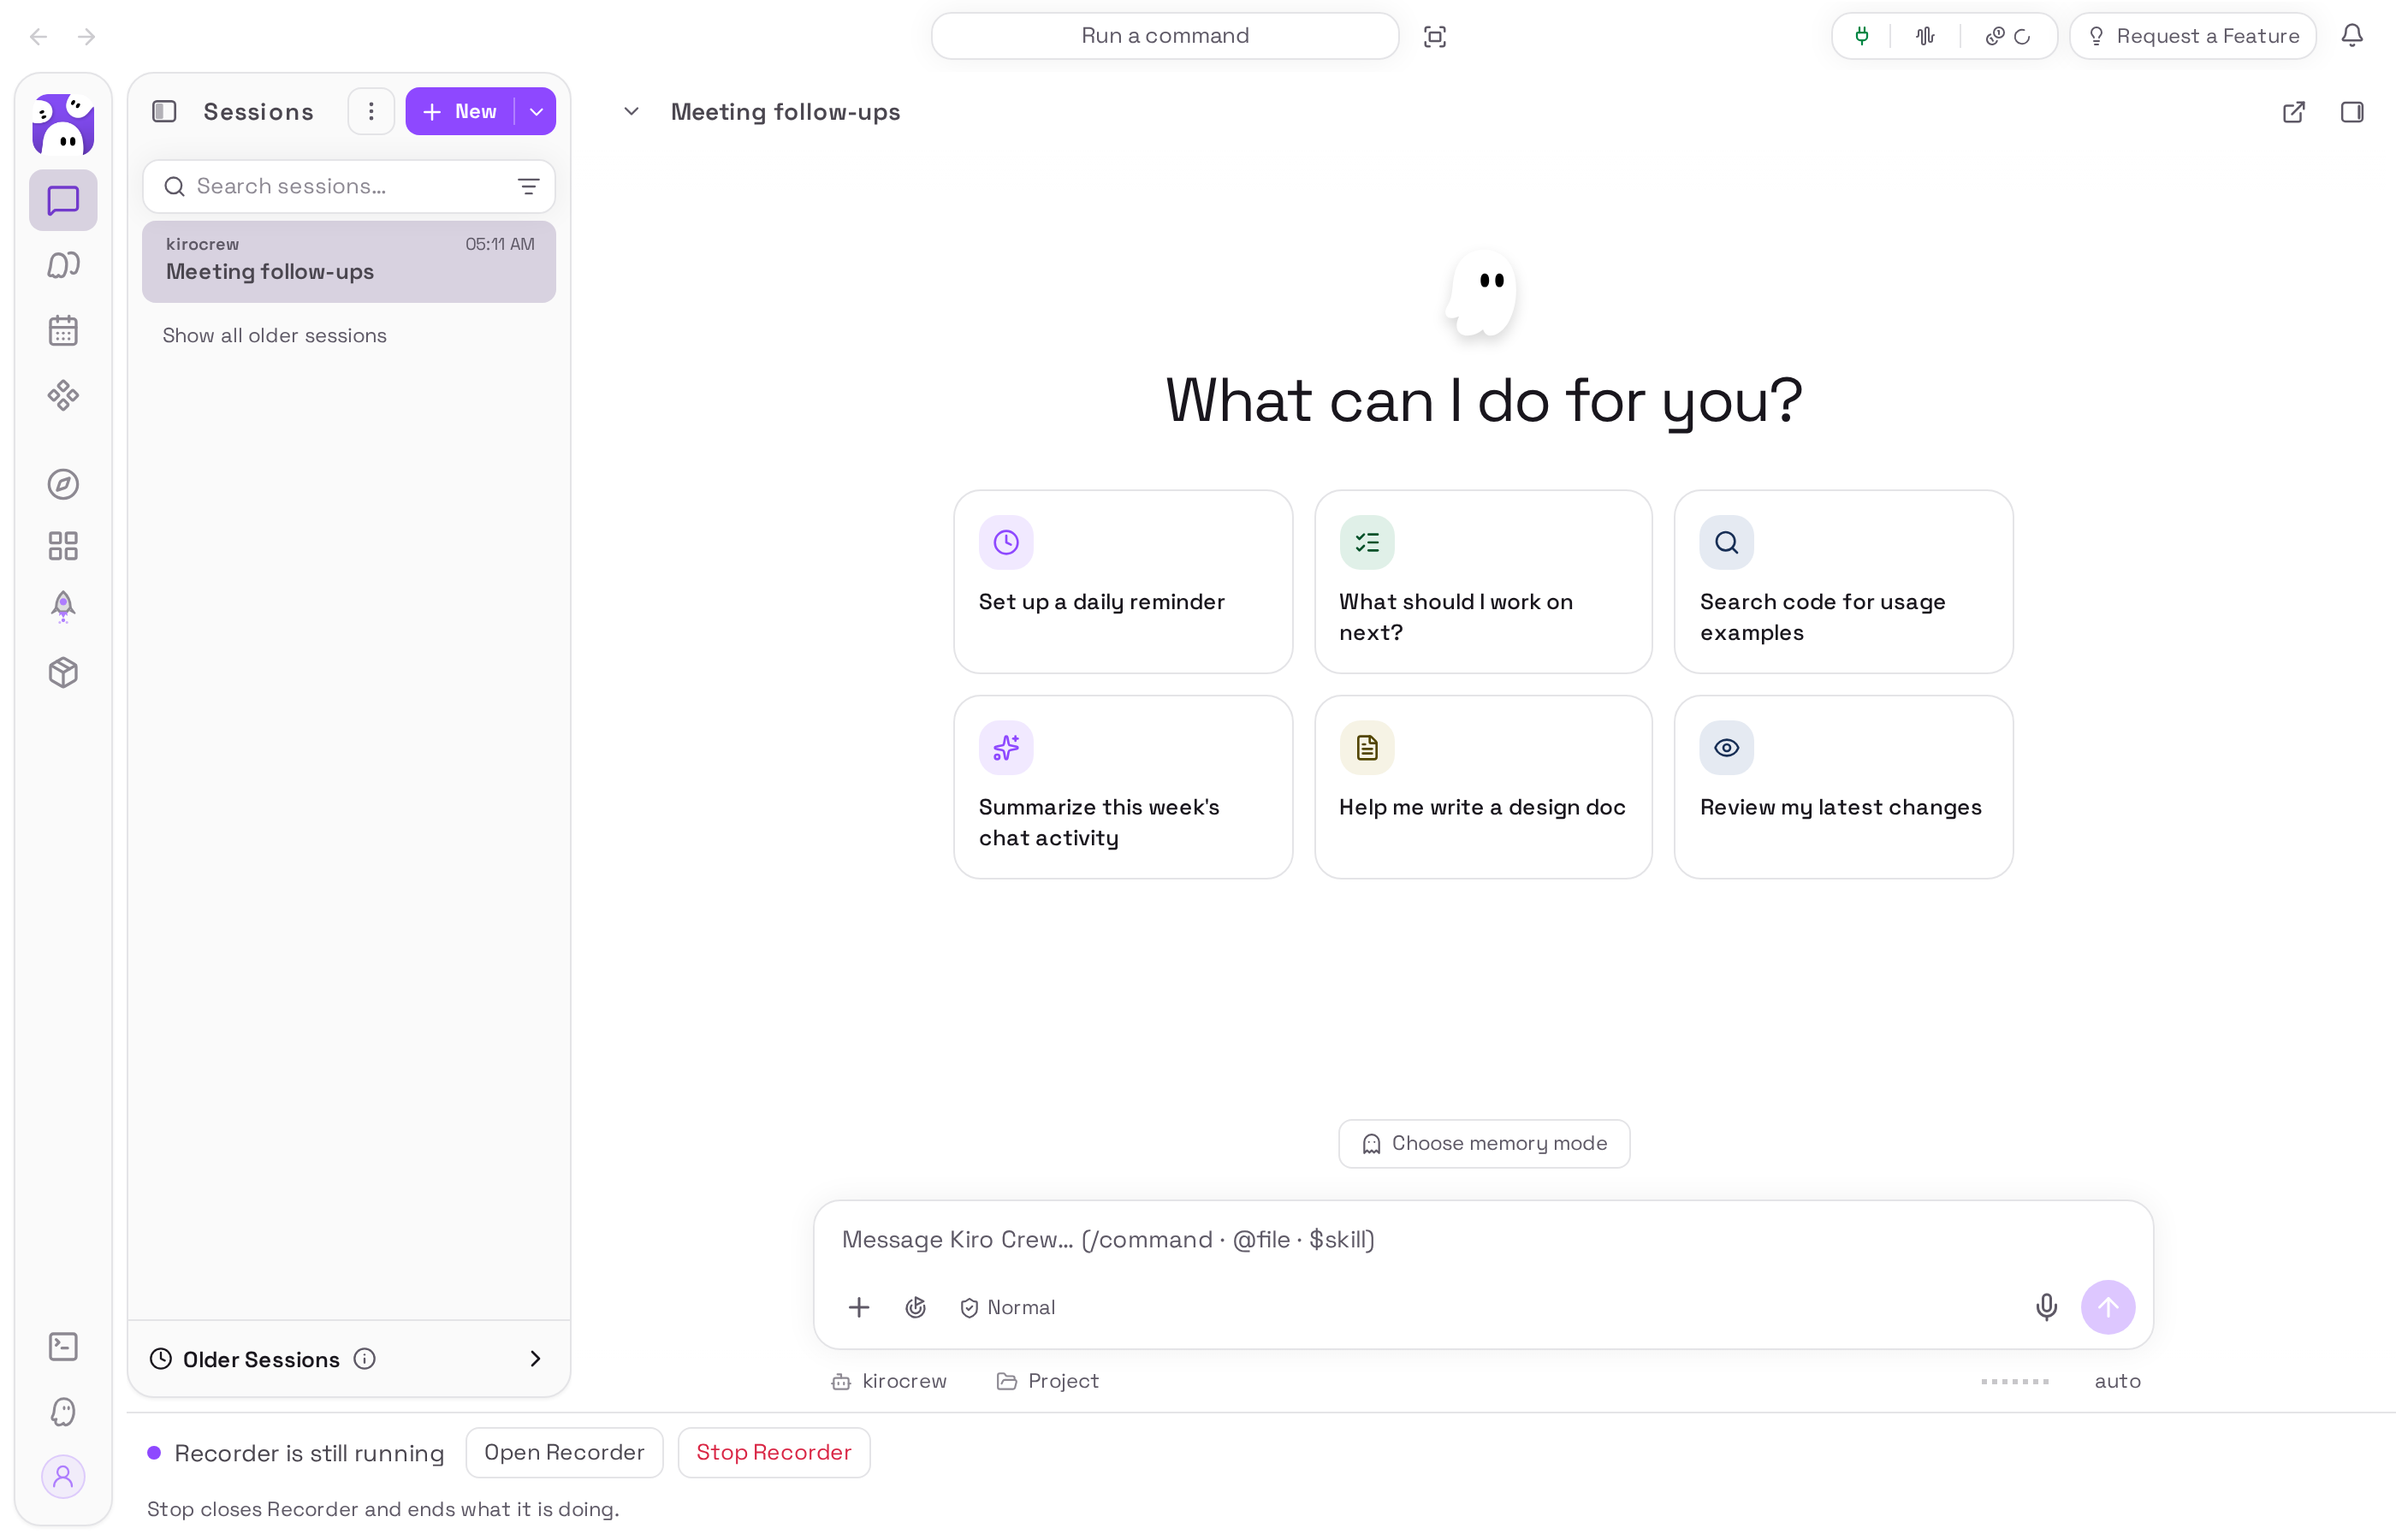 Run a command
Request a Feature
Sessions
New
Meeting follow-ups
Search sessions...
kirocrew
05:11 AM
Meeting follow-ups
Show all older sessions
What can I do for you?
Set up a daily reminder
What should I work on
next?
Search code for usage
examples
Summarize this week's
chat activity
Help me write a design doc
Review my latest changes
Choose memory mode
Message Kiro Crew... (/command · @file · $skill)
Normal
Older Sessions
kirocrew
Project
auto
Recorder is still running
Open Recorder
Stop Recorder
Stop closes Recorder and ends what it is doing.